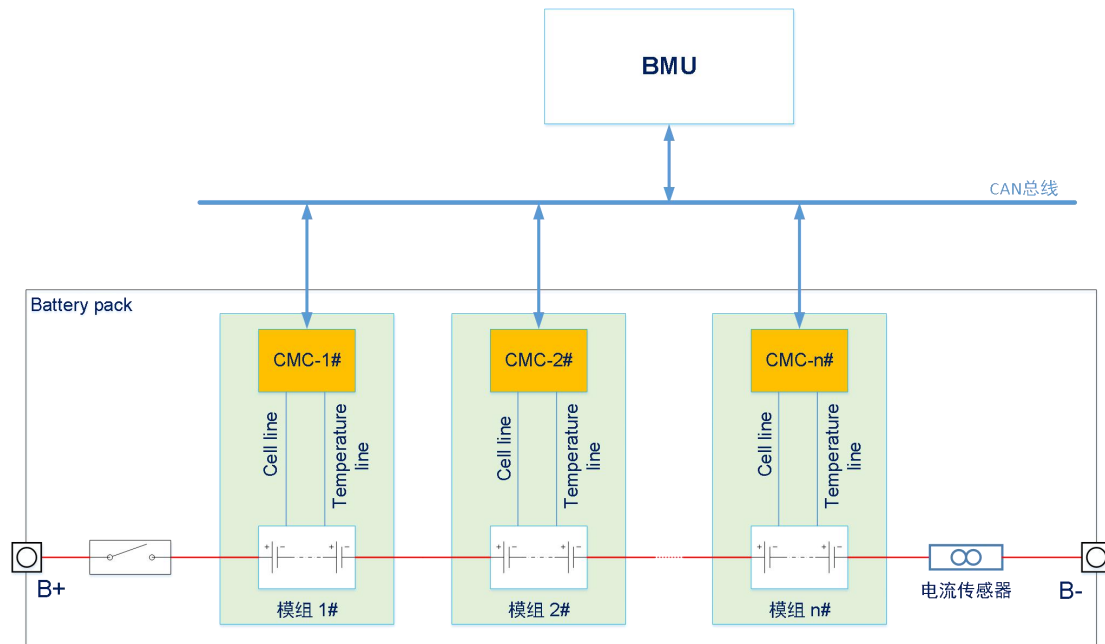 BMU
CAN总线
Battery pack
CMC-1#
CMC-2#
CMC-n#
Cell line
Temperature
line
Cell line
Temperature
line
Cell line
Temperature
line
+ -
+ -
+ -
+ -
+ -
+ -
B+
模组 1#
模组 2#
模组 n#
电流传感器
B-